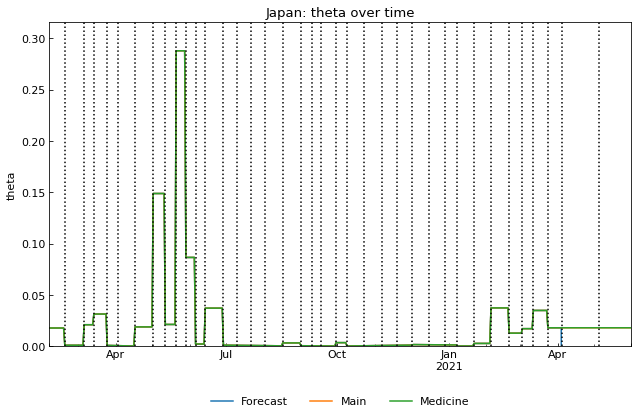 Japan: theta over time
0.30
0.25
0.20
0.15
0.10
0.05
0.00
theta
Apr Jul Oct Jan Apr
2021
Forecast Main Medicine